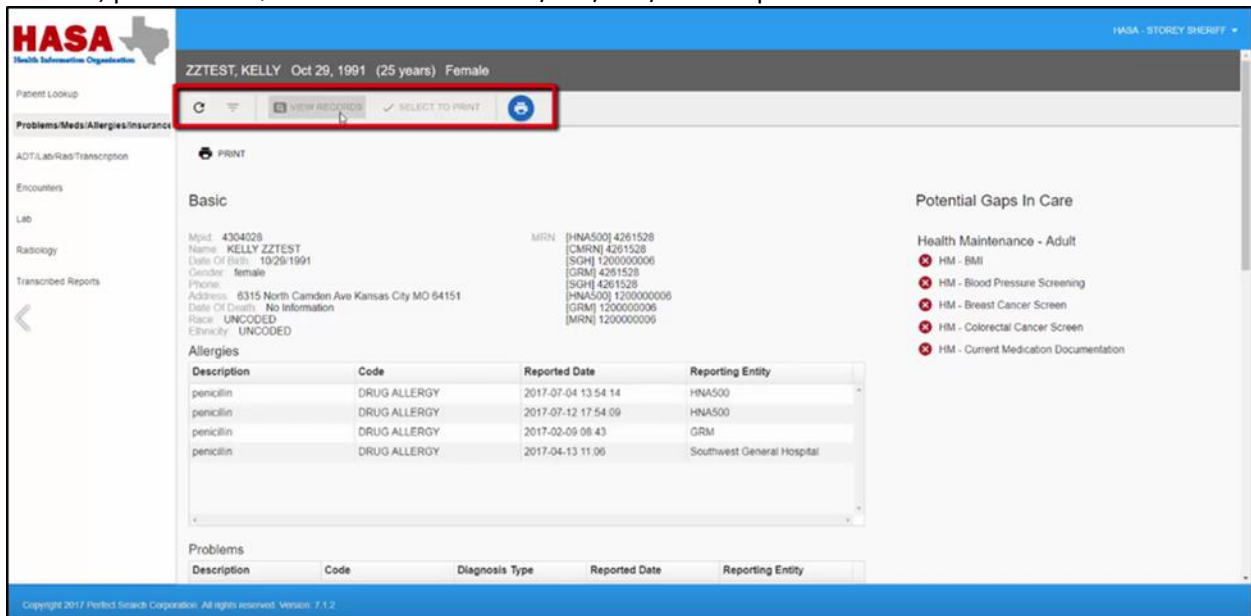 HASA
Health Information Organization
HASA - STOREY SHERIFF
ZZTEST, KELLY Oct 29, 1991 (25 years) Female
VIEW RECORDS SELECT TO PRINT
Patient Lookup
Problems/Meds/Allergies/Insurance
ADT/Lab/Rad/Transcription
Encounters
Lab
Radiology
Transcribed Reports
PRINT
Basic
Mpid: 4304028
Name: KELLY ZZTEST
Date Of Birth: 10/29/1991
Gender: female
Phone:
Address: 6315 North Camden Ave Kansas City MO 64151
Date Of Death: No Information
Race: UNCODED
Ethnicity: UNCODED
MRN: [HNA500] 4261528
[CMRN] 4261528
[SGH] 1200000006
[GRM] 4261528
[SGH] 4261528
[HNA500] 1200000006
[GRM] 1200000006
[MRN] 1200000006
Allergies
Description Code Reported Date Reporting Entity
penicillin DRUG ALLERGY 2017-07-04 13:54:14 HNA500
penicillin DRUG ALLERGY 2017-07-12 17:54:09 HNA500
penicillin DRUG ALLERGY 2017-02-09 08:43 GRM
penicillin DRUG ALLERGY 2017-04-13 11:06 Southwest General Hospital
Problems
Description Code Diagnosis Type Reported Date Reporting Entity
Potential Gaps In Care
Health Maintenance - Adult
HM - BMI
HM - Blood Pressure Screening
HM - Breast Cancer Screen
HM - Colorectal Cancer Screen
HM - Current Medication Documentation
Copyright 2017 Perfect Search Corporation. All rights reserved. Version: 7.1.2